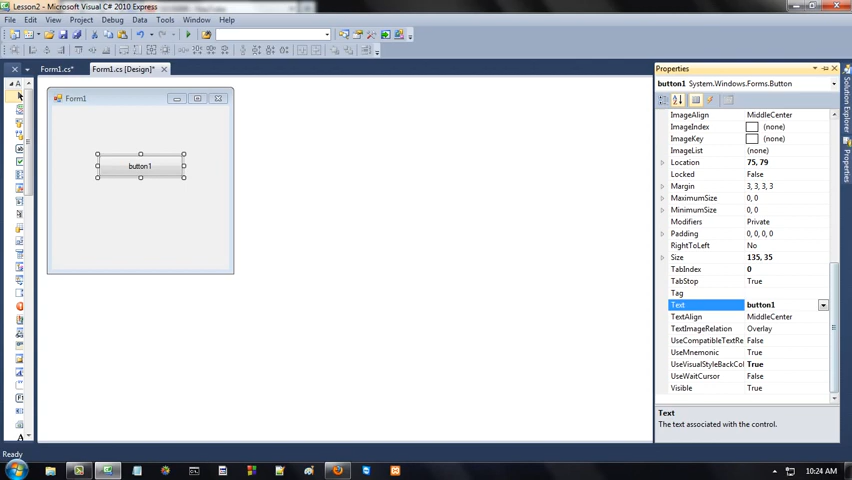 Lesson2 - Microsoft Visual C# 2010 Express
File Edit View Project Debug Data Tools Window Help
Form1.cs* Form1.cs [Design]*
Form1
button1
Properties
button1 System.Windows.Forms.Button
ImageAlign MiddleCenter
ImageIndex (none)
ImageKey (none)
ImageList (none)
Location 75, 79
Locked False
Margin 3, 3, 3, 3
MaximumSize 0, 0
MinimumSize 0, 0
Modifiers Private
Padding 0, 0, 0, 0
RightToLeft No
Size 135, 35
TabIndex 0
TabStop True
Tag
Text button1
TextAlign MiddleCenter
TextImageRelation Overlay
UseCompatibleTextRe False
UseMnemonic True
UseVisualStyleBackCol True
UseWaitCursor False
Visible True
Text
The text associated with the control.
Solution Explorer
Properties
Ready
10:24 AM